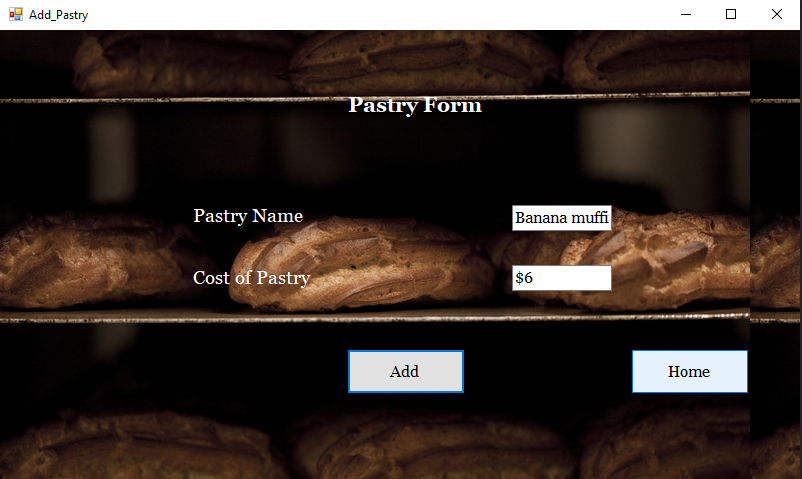 Add_Pastry
Pastry Form
Pastry Name
Banana muffi
Cost of Pastry
$6
Add
Home